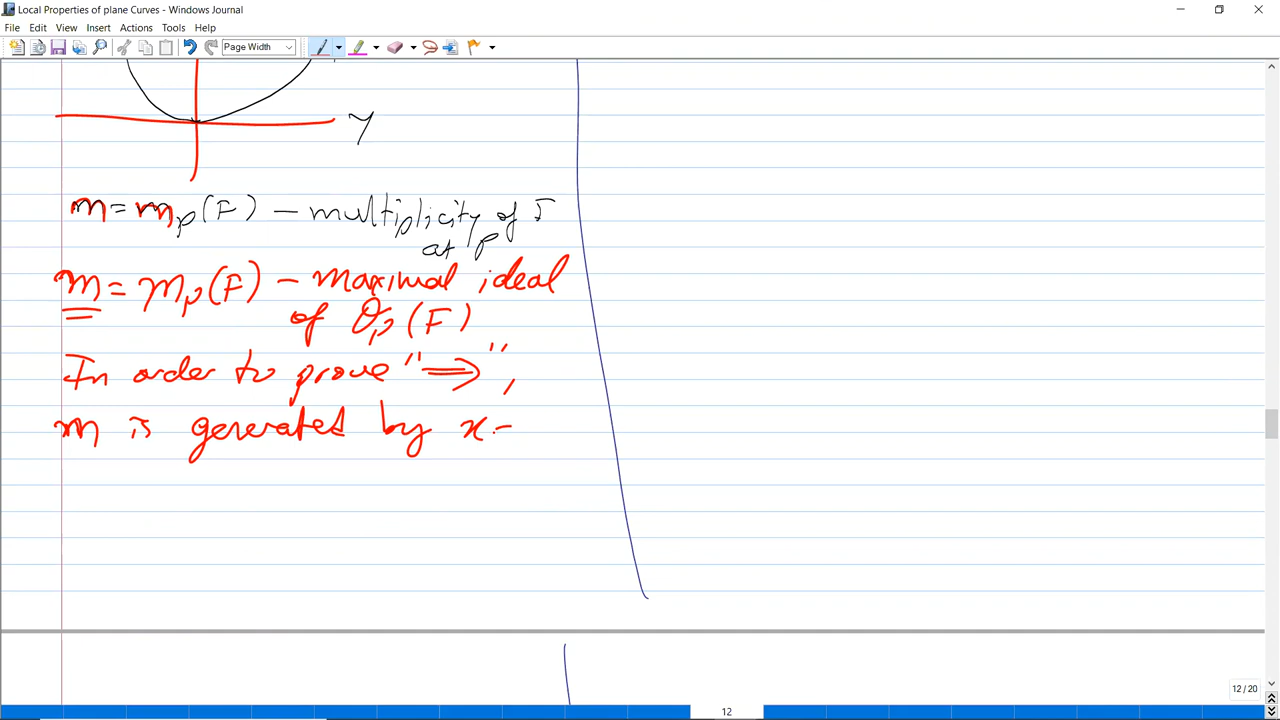 Local Properties of plane Curves - Windows Journal
File Edit View Insert Actions Tools Help
Page Width
y
m = m_p(F) – multiplicity of F
at p
m = m_p(F) – maximal ideal
of O_p(F)
In order to prove "⟹",
m is generated by x-
12 / 20
12